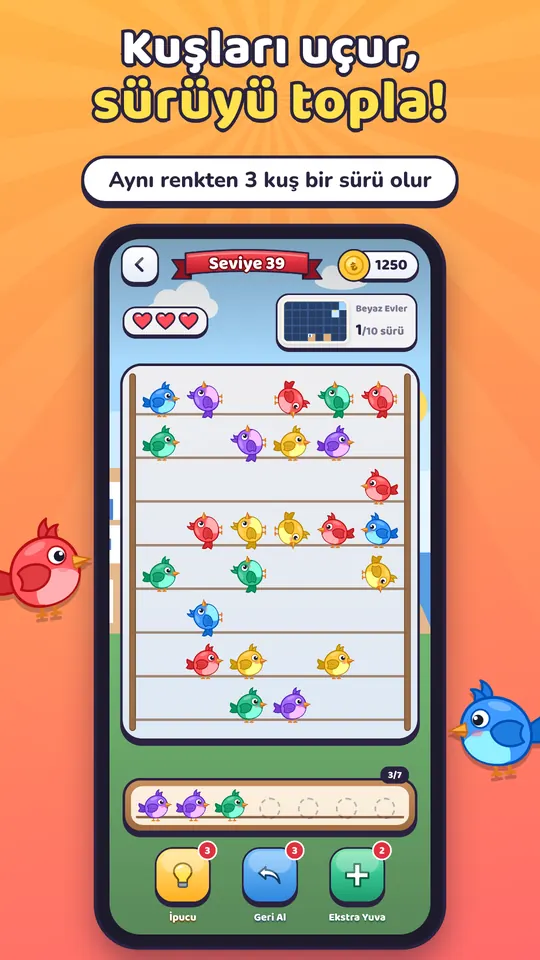 Kuşları uçur,
sürüyü topla!
Aynı renkten 3 kuş bir sürü olur
Seviye 39
1250
Beyaz Evler
1/10 sürü
3/7
3
3
2
İpucu
Geri Al
Ekstra Yuva